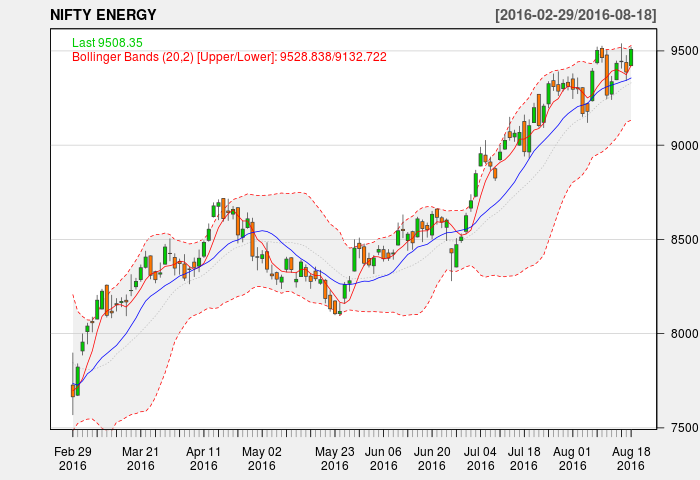 NIFTY ENERGY [2016-02-29/2016-08-18]
Last 9508.35
Bollinger Bands (20,2) [Upper/Lower]: 9528.838/9132.722
9500
9000
8500
8000
7500
Feb 29 Mar 21 Apr 11 May 02 May 23 Jun 06 Jun 20 Jul 04 Jul 18 Aug 01 Aug 18
2016 2016 2016 2016 2016 2016 2016 2016 2016 2016 2016